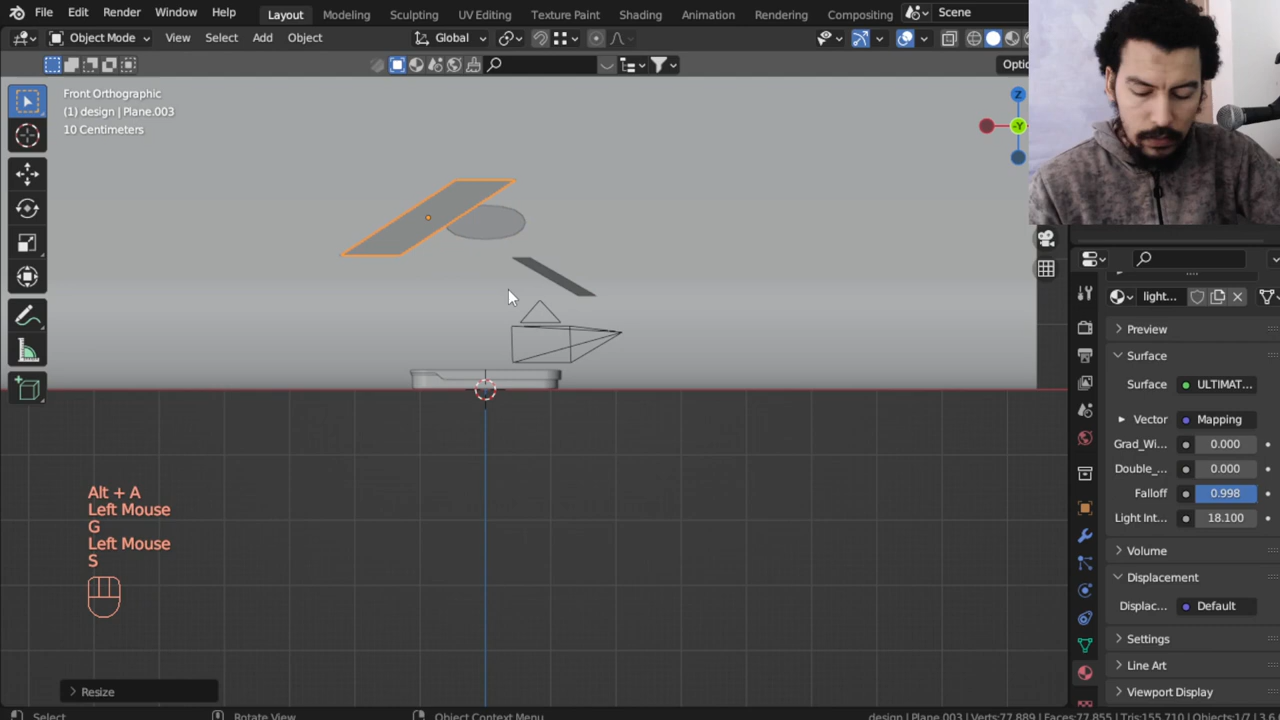 File Edit Render Window Help Layout Modeling Sculpting UV Editing Texture Paint Shading Animation Rendering Compositing Scene
Object Mode View Select Add Object Global
Optio
Front Orthographic
(1) design | Plane.003
10 Centimeters
Z
-Y
light...
Preview
Surface
Surface ULTIMAT...
Vector Mapping
Grad_Wi... 0.000
Double_... 0.000
Falloff 0.998
Light Int... 18.100
Volume
Displacement
Displac... Default
Settings
Line Art
Viewport Display
Alt + A
Left Mouse
G
Left Mouse
S
Resize
Select Rotate View Object Context Menu design | Plane.003 | Verts:77,889 | Faces:77,855 | Tris:155,710 | Objects:1/7 | 3.6